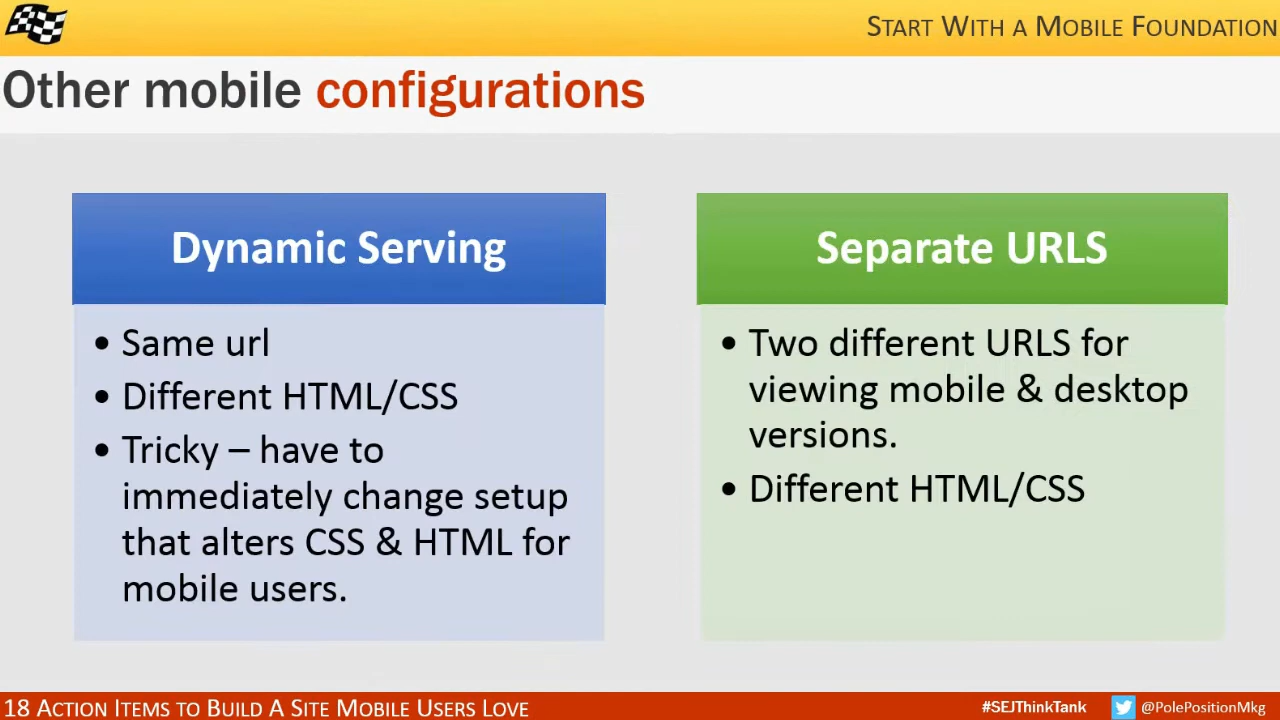 START WITH A MOBILE FOUNDATION
Other mobile configurations
Dynamic Serving
• Same url
• Different HTML/CSS
• Tricky – have to
immediately change setup
that alters CSS & HTML for
mobile users.
Separate URLS
• Two different URLS for
viewing mobile & desktop
versions.
• Different HTML/CSS
18 ACTION ITEMS TO BUILD A SITE MOBILE USERS LOVE
#SEJThinkTank
@PolePositionMkg